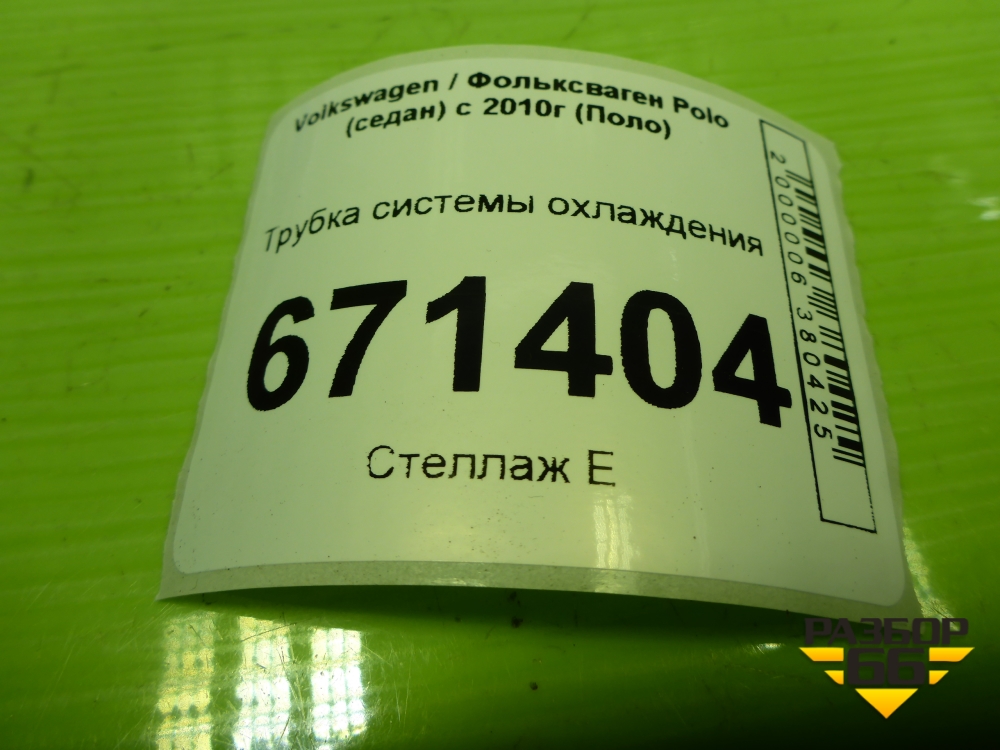 Volkswagen / Фольксваген Polo
(седан) с 2010г (Поло)
Трубка системы охлаждения
671404
Стеллаж Е
2000006380425
РАЗБОР
66